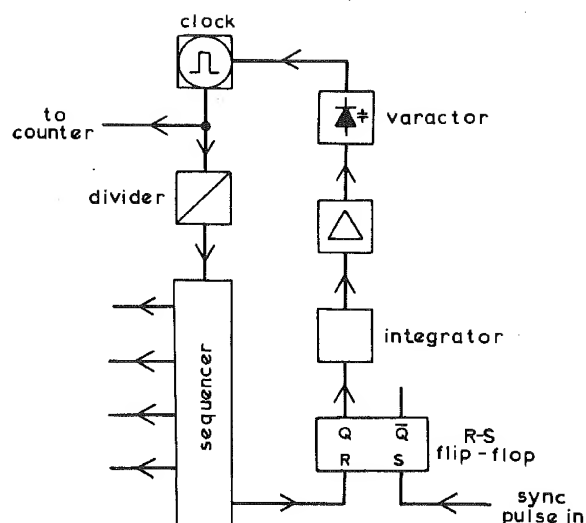 clock
to
counter
varactor
divider
integrator
sequencer
Q Q̅
R S
R-S
flip-flop
sync
pulse in